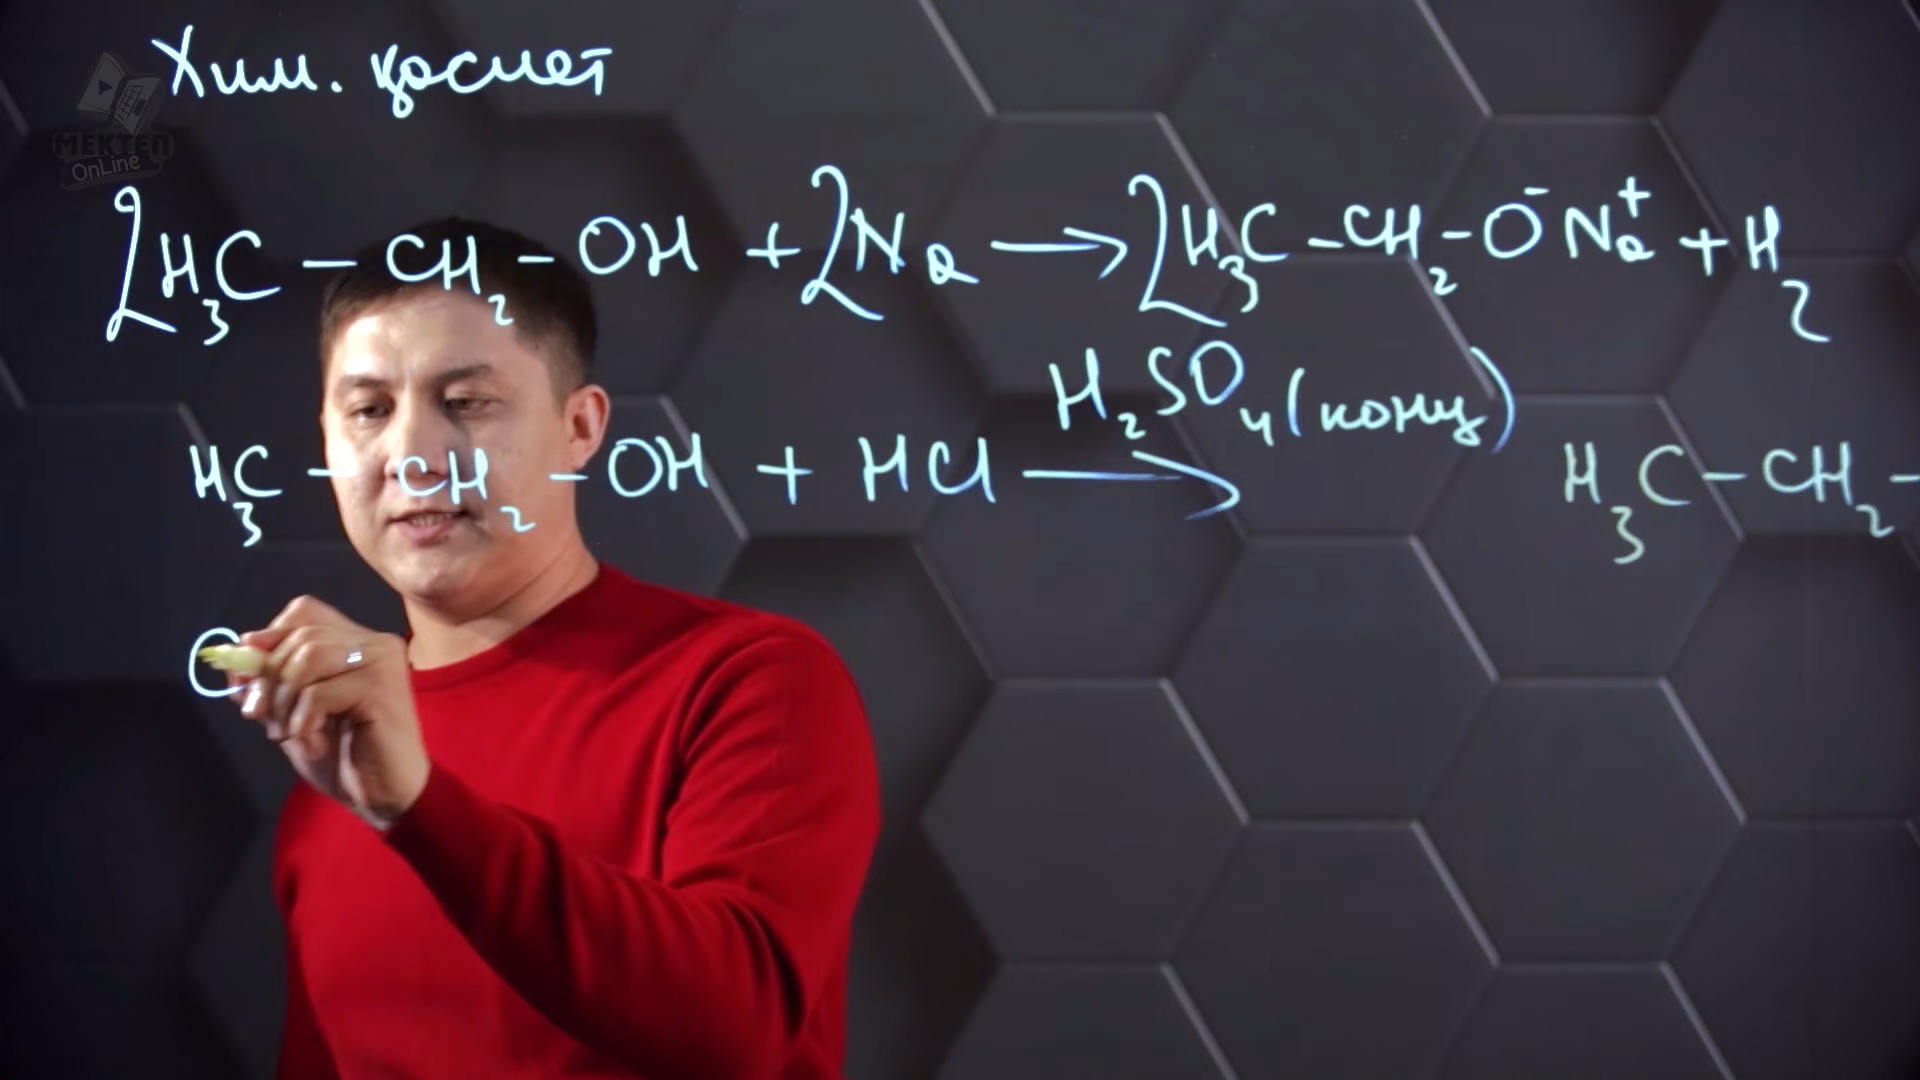 Хим. қасиет
МЕКТЕП
OnLine
2H₃C – CH₂ – OH + 2Na → 2H₃C – CH₂ – O⁻Na⁺ + H₂
H₂SO₄ (конц)
H₃C – CH₂ – OH + HCl → H₃C – CH₂ –
C